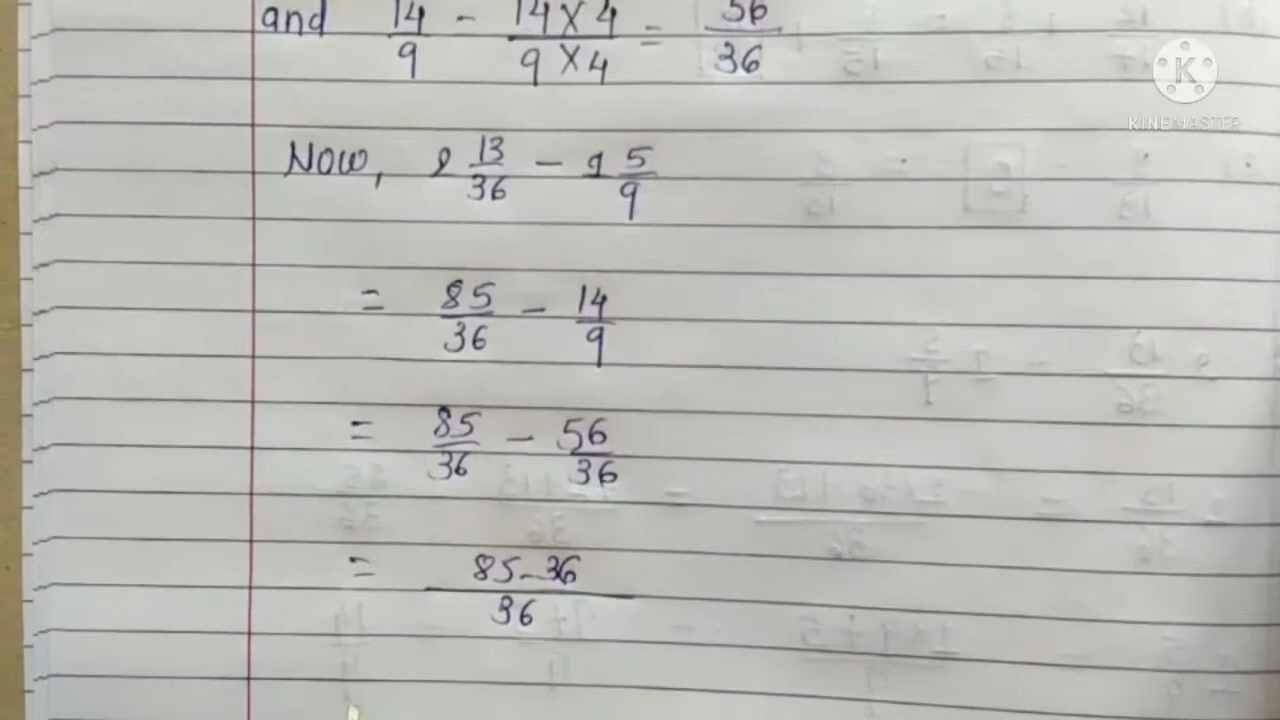 and 14/9 - 14×4/9×4 = 56/36
KINEMASTER
Now, 2 13/36 - 1 5/9
= 85/36 - 14/9
= 85/36 - 56/36
= 85-36/36